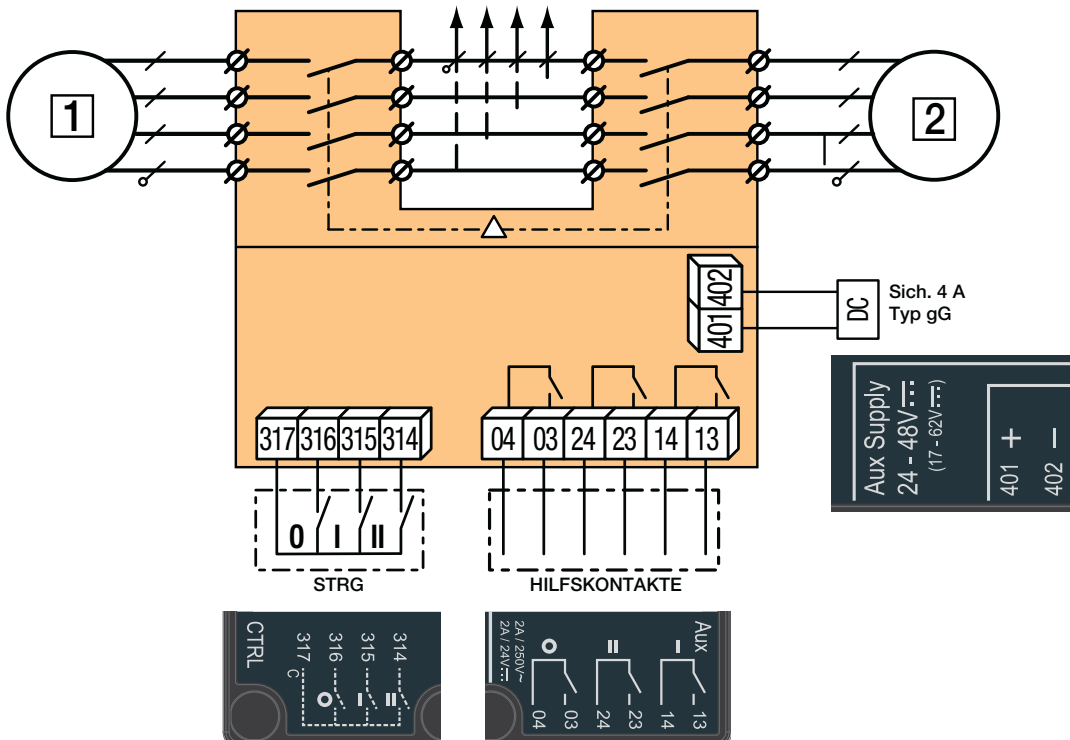 1
2
402
401
DC
Sich. 4 A
Typ gG
317 316 315 314
04 03 24 23 14 13
0 I II
STRG
HILFSKONTAKTE
Aux Supply
24 - 48V
(17 - 62V)
401 +
402 –
CTRL
317 C
316 O
315 I
314 II
Aux
I
13
14
II
23
24
O
03
04
2A / 250V~
2A / 24V